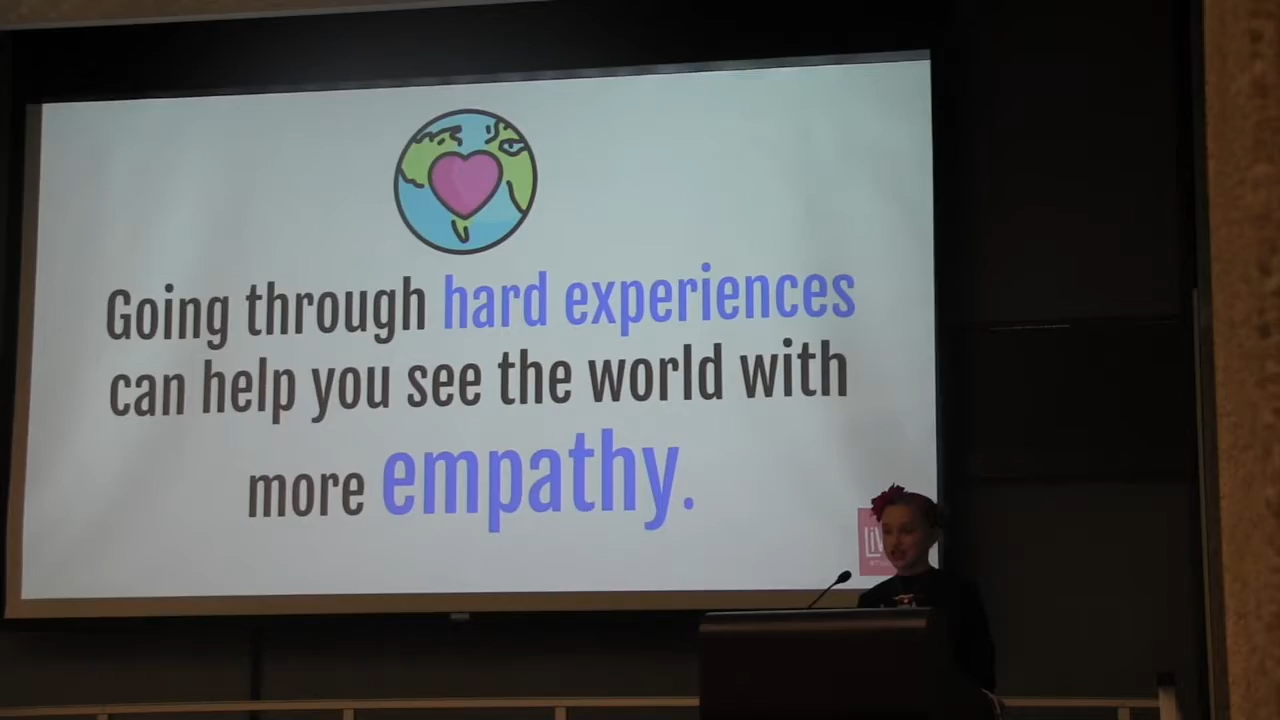 Going through hard experiences
can help you see the world with
more empathy.